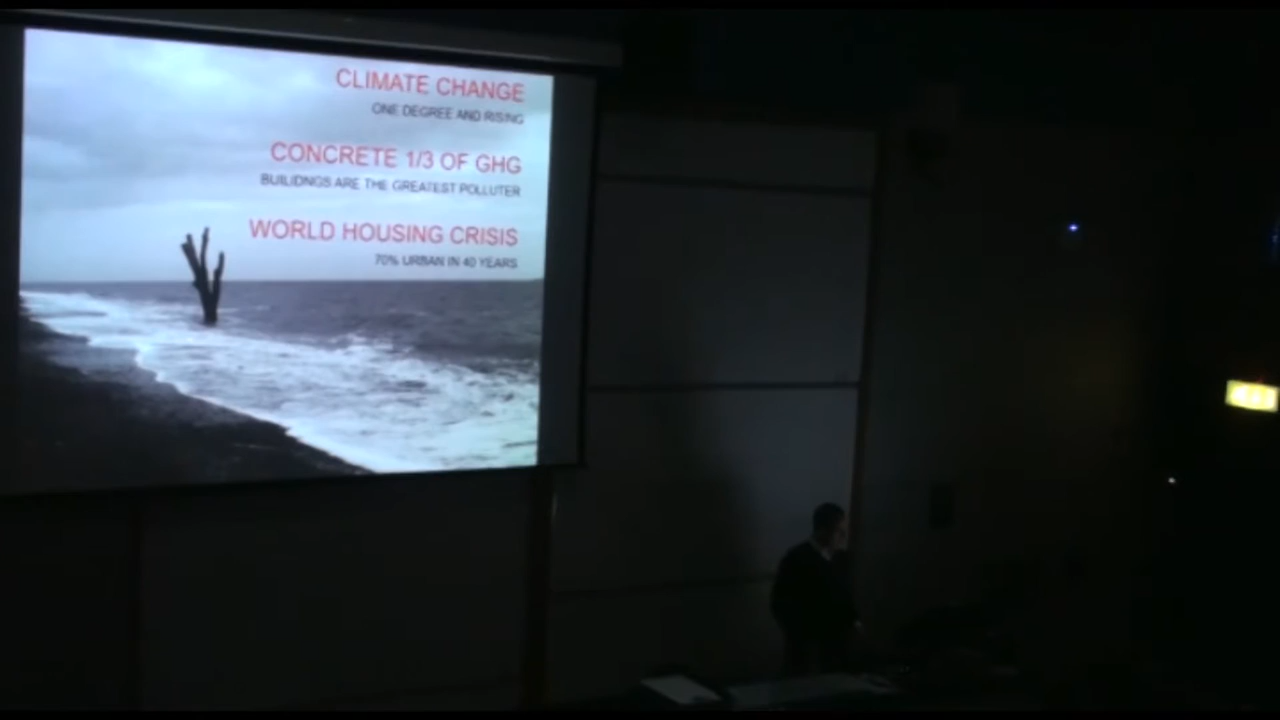 CLIMATE CHANGE
ONE DEGREE AND RISING
CONCRETE 1/3 OF GHG
BUILIDNGS ARE THE GREATEST POLLUTER
WORLD HOUSING CRISIS
70% URBAN IN 40 YEARS